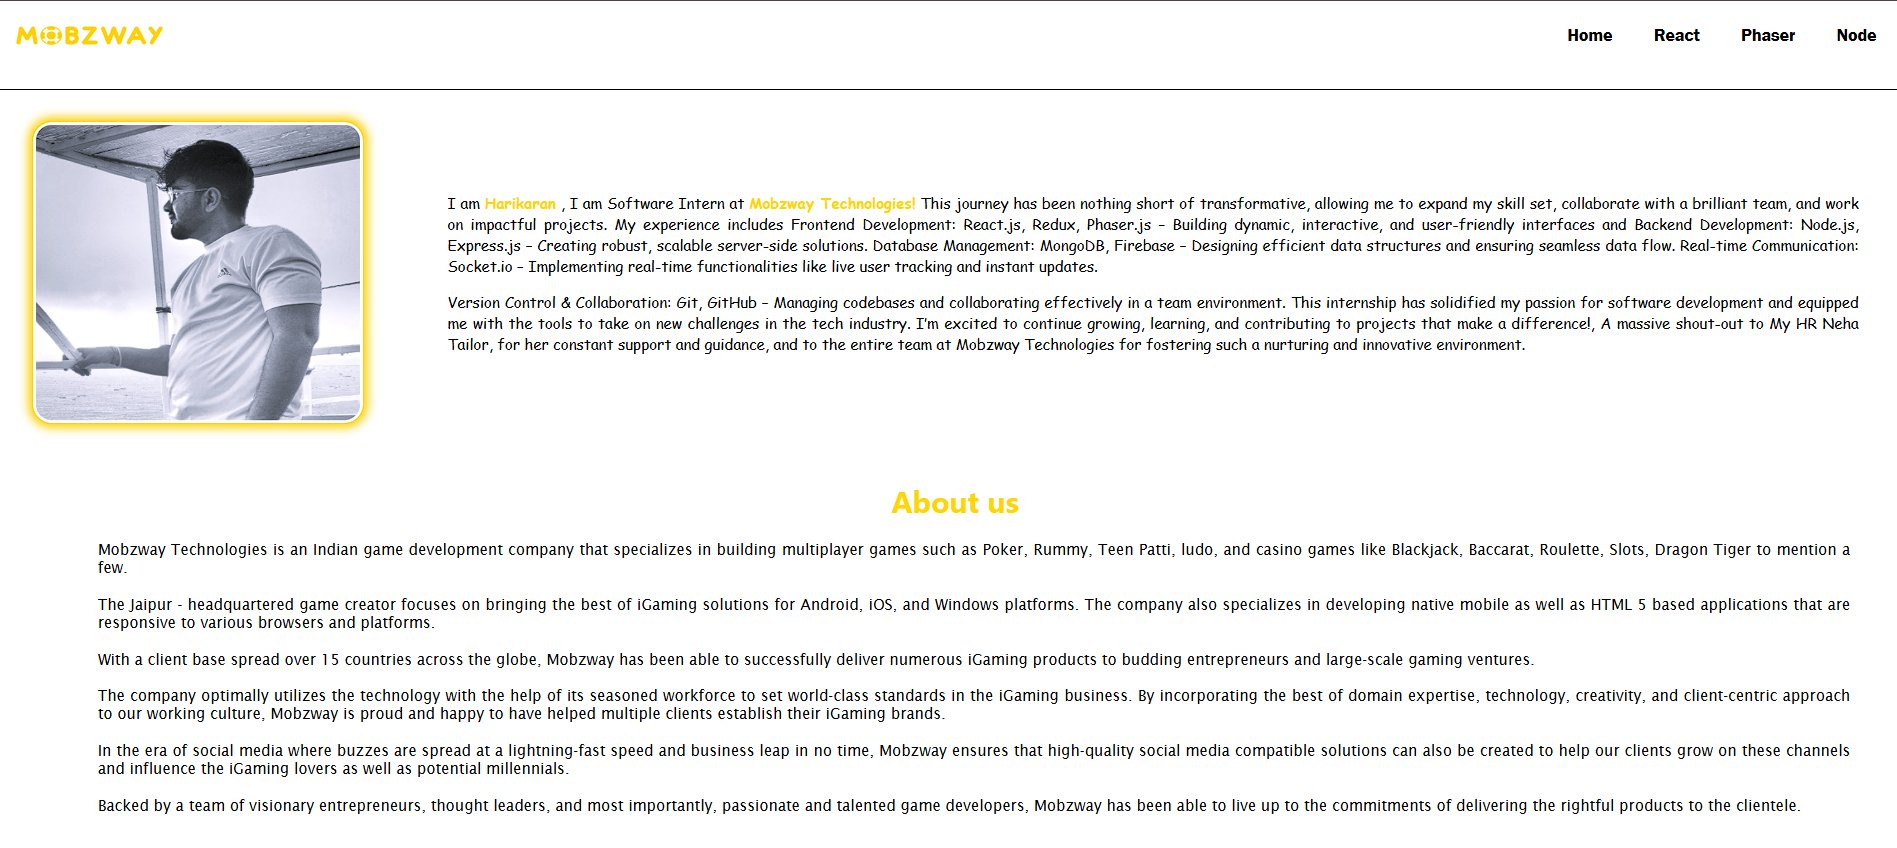 MOBZWAY
Home React Phaser Node
I am Harikaran , I am Software Intern at Mobzway Technologies! This journey has been nothing short of transformative, allowing me to expand my skill set, collaborate with a brilliant team, and work
on impactful projects. My experience includes Frontend Development: React.js, Redux, Phaser.js – Building dynamic, interactive, and user-friendly interfaces and Backend Development: Node.js,
Express.js – Creating robust, scalable server-side solutions. Database Management: MongoDB, Firebase – Designing efficient data structures and ensuring seamless data flow. Real-time Communication:
Socket.io – Implementing real-time functionalities like live user tracking and instant updates.
Version Control & Collaboration: Git, GitHub – Managing codebases and collaborating effectively in a team environment. This internship has solidified my passion for software development and equipped
me with the tools to take on new challenges in the tech industry. I'm excited to continue growing, learning, and contributing to projects that make a difference!, A massive shout-out to My HR Neha
Tailor, for her constant support and guidance, and to the entire team at Mobzway Technologies for fostering such a nurturing and innovative environment.
About us
Mobzway Technologies is an Indian game development company that specializes in building multiplayer games such as Poker, Rummy, Teen Patti, ludo, and casino games like Blackjack, Baccarat, Roulette, Slots, Dragon Tiger to mention a
few.
The Jaipur - headquartered game creator focuses on bringing the best of iGaming solutions for Android, iOS, and Windows platforms. The company also specializes in developing native mobile as well as HTML 5 based applications that are
responsive to various browsers and platforms.
With a client base spread over 15 countries across the globe, Mobzway has been able to successfully deliver numerous iGaming products to budding entrepreneurs and large-scale gaming ventures.
The company optimally utilizes the technology with the help of its seasoned workforce to set world-class standards in the iGaming business. By incorporating the best of domain expertise, technology, creativity, and client-centric approach
to our working culture, Mobzway is proud and happy to have helped multiple clients establish their iGaming brands.
In the era of social media where buzzes are spread at a lightning-fast speed and business leap in no time, Mobzway ensures that high-quality social media compatible solutions can also be created to help our clients grow on these channels
and influence the iGaming lovers as well as potential millennials.
Backed by a team of visionary entrepreneurs, thought leaders, and most importantly, passionate and talented game developers, Mobzway has been able to live up to the commitments of delivering the rightful products to the clientele.